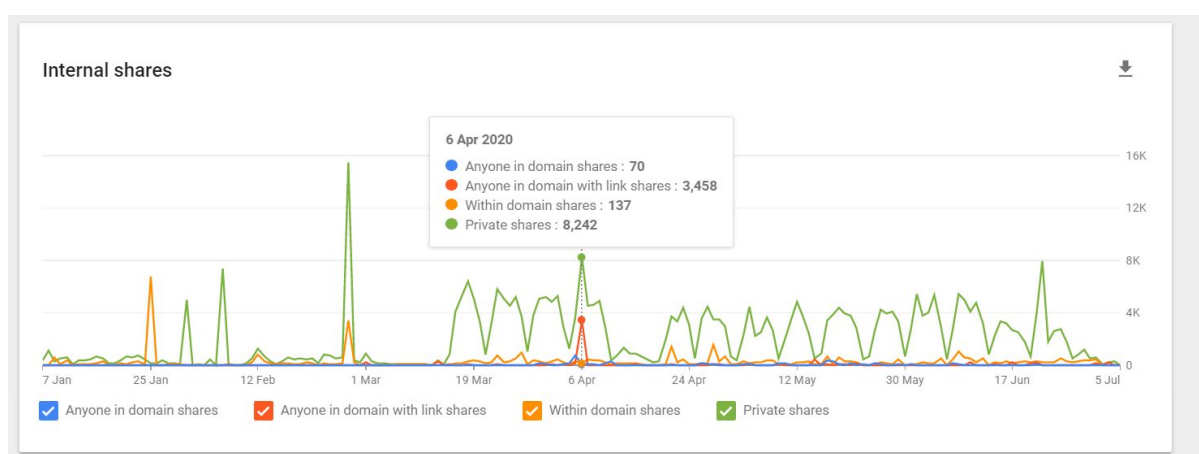 Internal shares
6 Apr 2020
Anyone in domain shares : 70
Anyone in domain with link shares : 3,458
Within domain shares : 137
Private shares : 8,242
16K
12K
8K
4K
0
7 Jan 25 Jan 12 Feb 1 Mar 19 Mar 6 Apr 24 Apr 12 May 30 May 17 Jun 5 Jul
Anyone in domain shares Anyone in domain with link shares Within domain shares Private shares